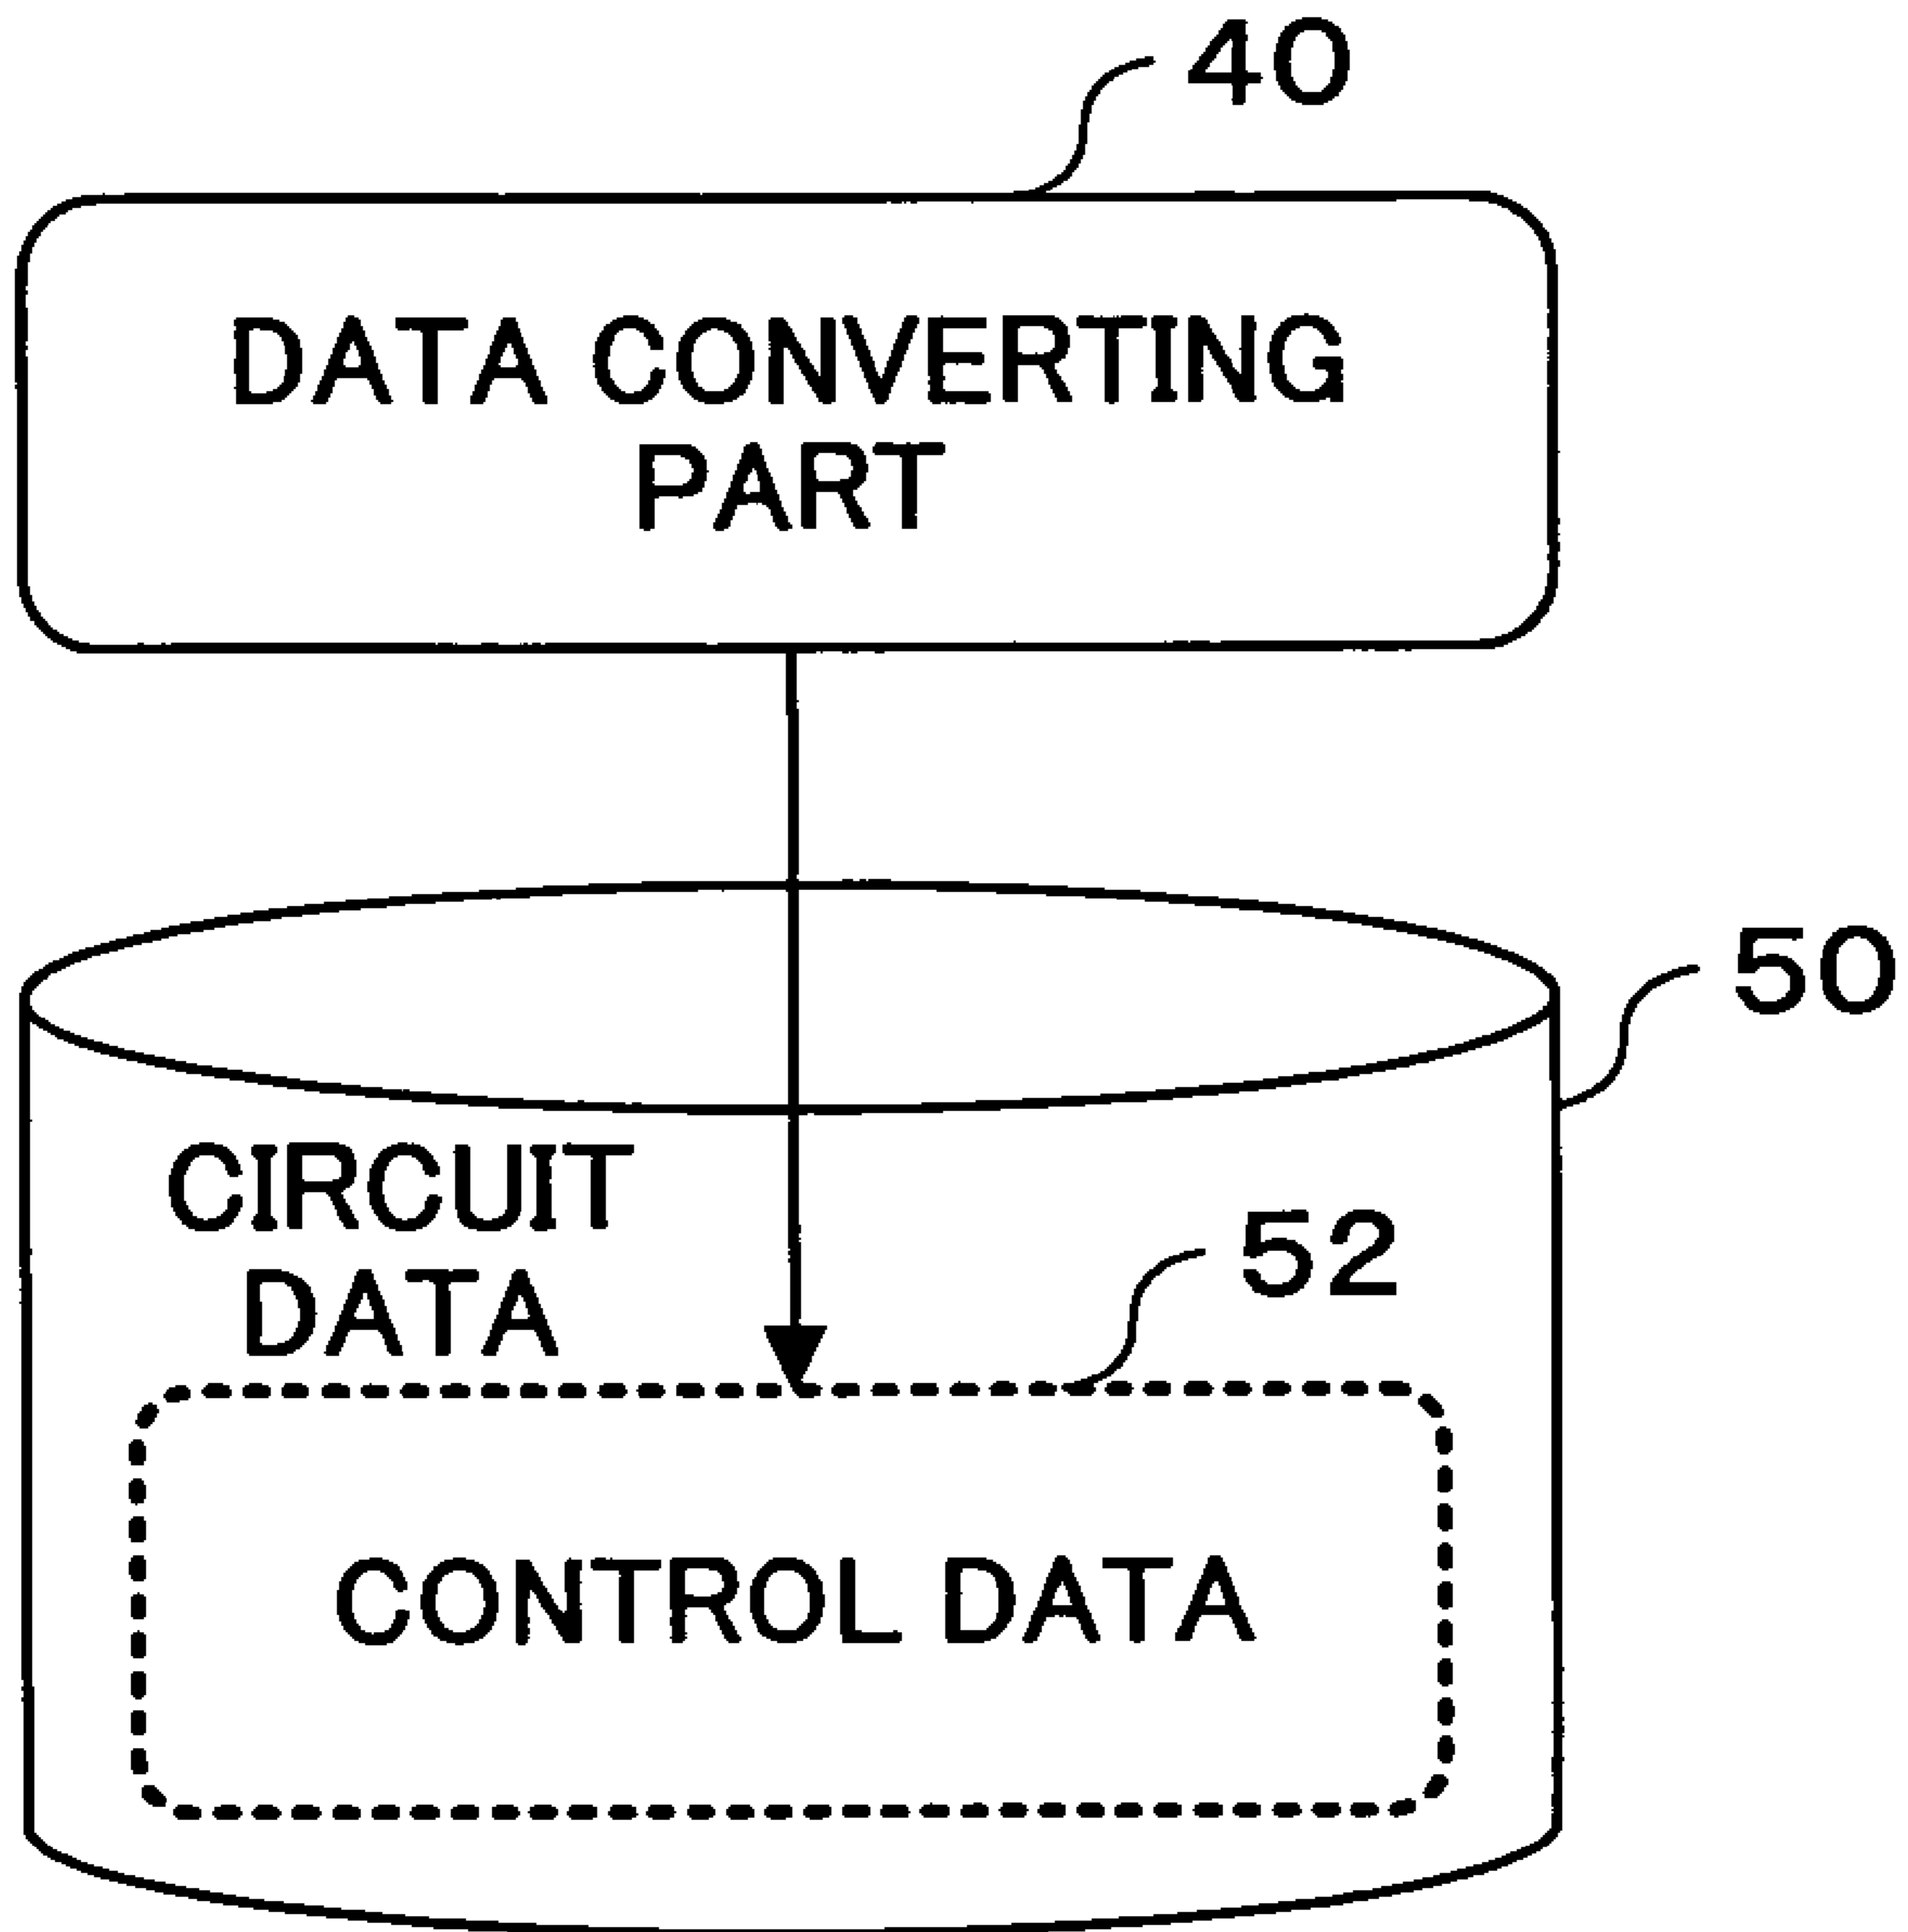 40
DATA CONVERTING
PART
50
CIRCUIT
DATA
52
CONTROL DATA